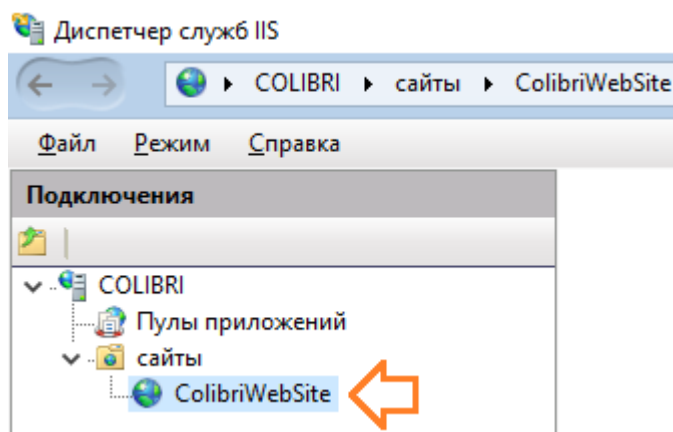 Диспетчер служб IIS
COLIBRI сайты ColibriWebSite
Файл Режим Справка
Подключения
COLIBRI
Пулы приложений
сайты
ColibriWebSite